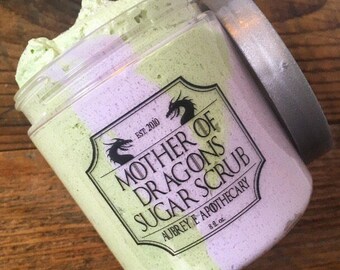 EST. 2010
MOTHER OF
DRAGONS
SUGAR SCRUB
AUBREY E APOTHECARY
8 fl oz